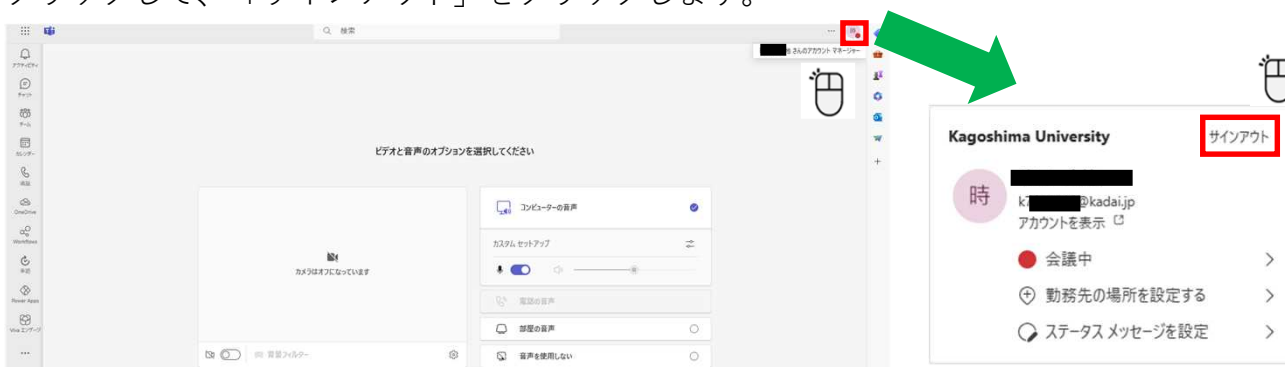 クリックして、「サインアウト」をクリックします。
検索
さんのアカウント マネージャー
アクティビティ
チャット
チーム
カレンダー
通話
OneDrive
Workflows
承認
Power Apps
Viva エンゲージ
ビデオと音声のオプションを選択してください
コンピューターの音声
カスタム セットアップ
カメラはオフになっています
電話の音声
部屋の音声
背景フィルター
音声を使用しない
Kagoshima University
サインアウト
時
k7 @kadai.jp
アカウントを表示
会議中
勤務先の場所を設定する
ステータス メッセージを設定